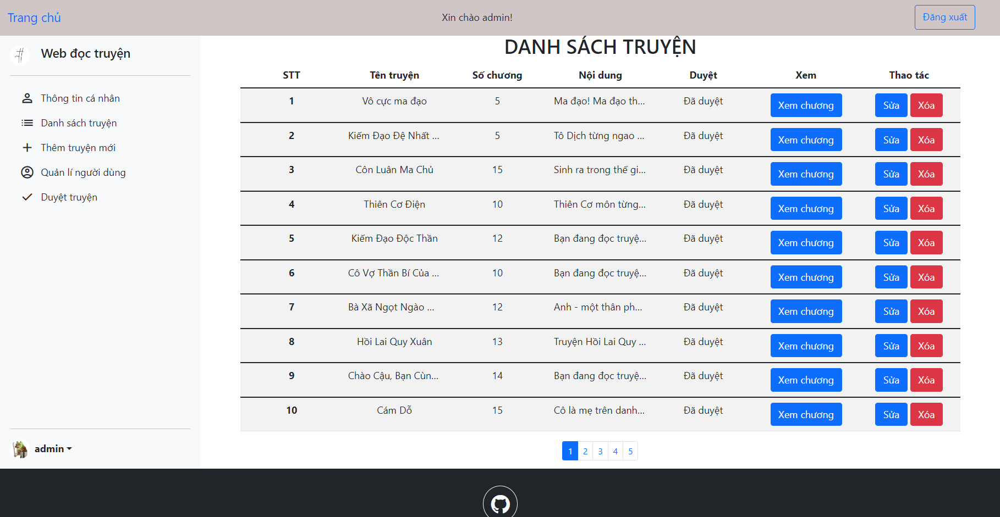 Trang chủ Xin chào admin! Đăng xuất
Web đọc truyện
Thông tin cá nhân
Danh sách truyện
Thêm truyện mới
Quản lí người dùng
Duyệt truyện
admin
DANH SÁCH TRUYỆN
STT Tên truyện Số chương Nội dung Duyệt Xem Thao tác
1 Vô cực ma đạo 5 Ma đạo! Ma đạo th... Đã duyệt Xem chương Sửa Xóa
2 Kiếm Đạo Đệ Nhất ... 5 Tô Dịch từng ngao ... Đã duyệt Xem chương Sửa Xóa
3 Côn Luân Ma Chủ 15 Sinh ra trong thế gi... Đã duyệt Xem chương Sửa Xóa
4 Thiên Cơ Điện 10 Thiên Cơ môn từng... Đã duyệt Xem chương Sửa Xóa
5 Kiếm Đạo Độc Thần 12 Bạn đang đọc truyệ... Đã duyệt Xem chương Sửa Xóa
6 Cô Vợ Thần Bí Của ... 10 Bạn đang đọc truyệ... Đã duyệt Xem chương Sửa Xóa
7 Bà Xã Ngọt Ngào ... 12 Anh - một thân ph... Đã duyệt Xem chương Sửa Xóa
8 Hồi Lai Quy Xuân 13 Truyện Hồi Lai Quy ... Đã duyệt Xem chương Sửa Xóa
9 Chào Cậu, Bạn Cùn... 14 Bạn đang đọc truyệ... Đã duyệt Xem chương Sửa Xóa
10 Cám Dỗ 15 Cô là mẹ trên danh... Đã duyệt Xem chương Sửa Xóa
1 2 3 4 5